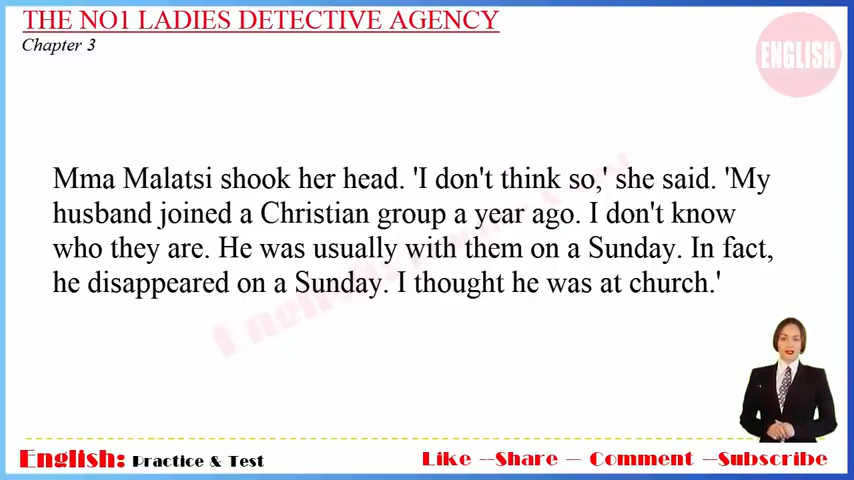 THE NO1 LADIES DETECTIVE AGENCY
Chapter 3
ENGLISH
Mma Malatsi shook her head. 'I don't think so,' she said. 'My
husband joined a Christian group a year ago. I don't know
who they are. He was usually with them on a Sunday. In fact,
he disappeared on a Sunday. I thought he was at church.'
English: Practice & Test
Like --Share -- Comment --Subscribe